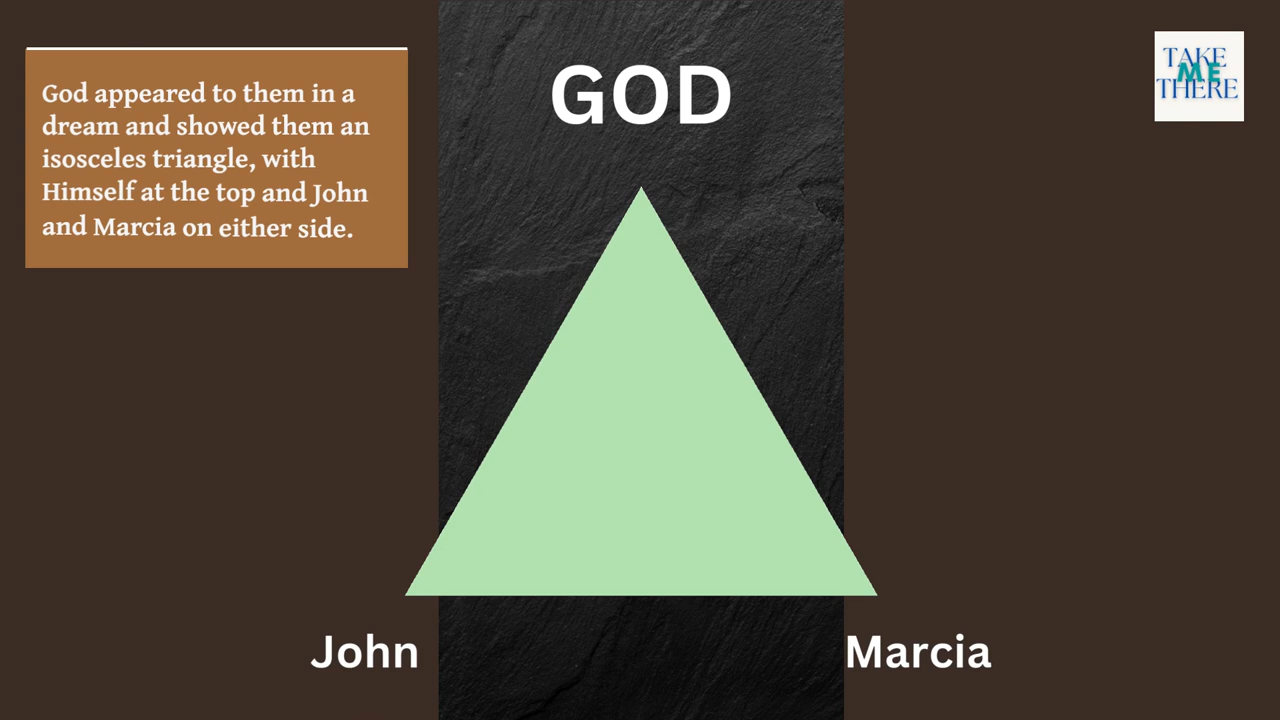 God appeared to them in a
dream and showed them an
isosceles triangle, with
Himself at the top and John
and Marcia on either side.
GOD
TAKE
ME
THERE
John
Marcia